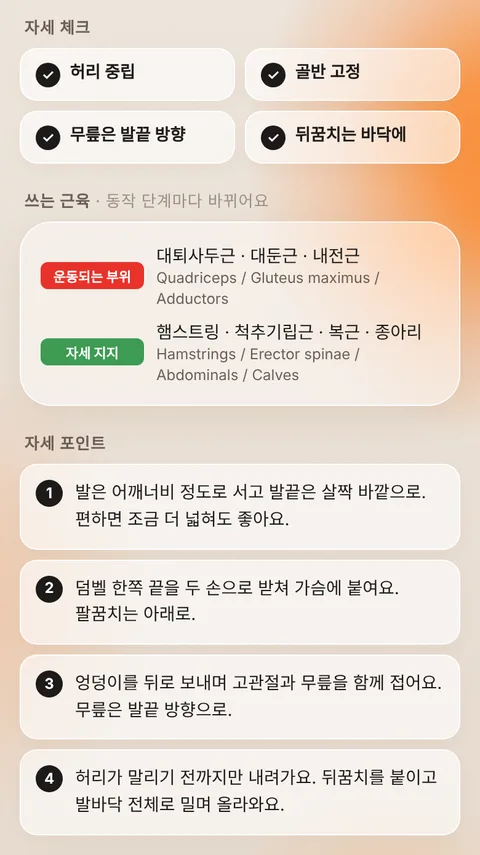 자세 체크
허리 중립
골반 고정
무릎은 발끝 방향
뒤꿈치는 바닥에
쓰는 근육 · 동작 단계마다 바뀌어요
운동되는 부위
대퇴사두근 · 대둔근 · 내전근
Quadriceps / Gluteus maximus /
Adductors
자세 지지
햄스트링 · 척추기립근 · 복근 · 종아리
Hamstrings / Erector spinae /
Abdominals / Calves
자세 포인트
1 발은 어깨너비 정도로 서고 발끝은 살짝 바깥으로.
편하면 조금 더 넓혀도 좋아요.
2 덤벨 한쪽 끝을 두 손으로 받쳐 가슴에 붙여요.
팔꿈치는 아래로.
3 엉덩이를 뒤로 보내며 고관절과 무릎을 함께 접어요.
무릎은 발끝 방향으로.
4 허리가 말리기 전까지만 내려가요. 뒤꿈치를 붙이고
발바닥 전체로 밀며 올라와요.